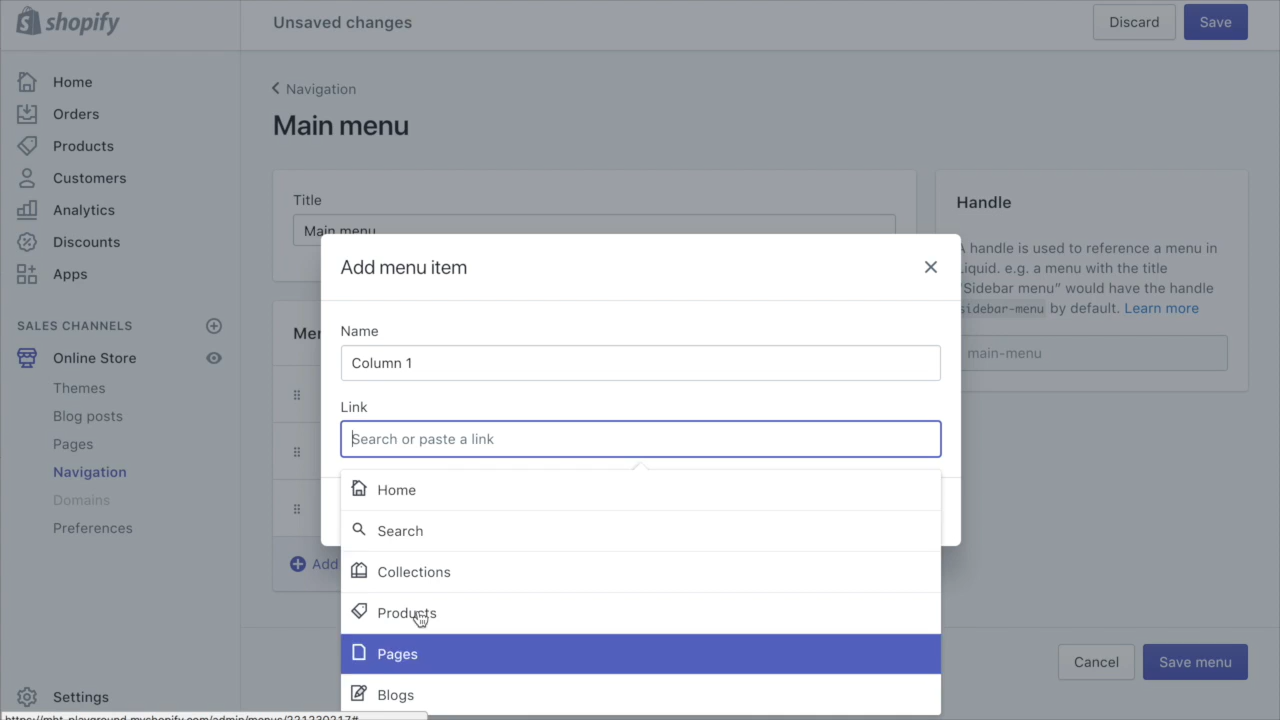 shopify
Unsaved changes
Discard
Save
Home
Orders
Products
Customers
Analytics
Discounts
Apps
SALES CHANNELS
Online Store
Themes
Blog posts
Pages
Navigation
Domains
Preferences
Settings
Navigation
Main menu
Title
Main menu
Handle
A handle is used to reference a menu in
Liquid. e.g. a menu with the title
"Sidebar menu" would have the handle
sidebar-menu by default. Learn more
main-menu
Add menu item
Name
Column 1
Link
Search or paste a link
Home
Search
Collections
Products
Pages
Blogs
Add
Cancel
Save menu